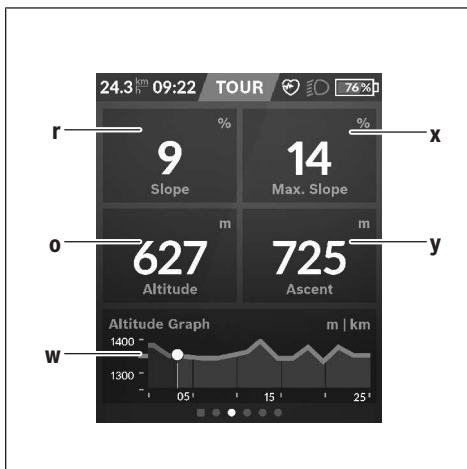 24.3 km/h 09:22 TOUR 76 %
r % % x
9 14
Slope Max. Slope
o m m y
627 725
Altitude Ascent
Altitude Graph m | km
w 1400
1300
05 15 25